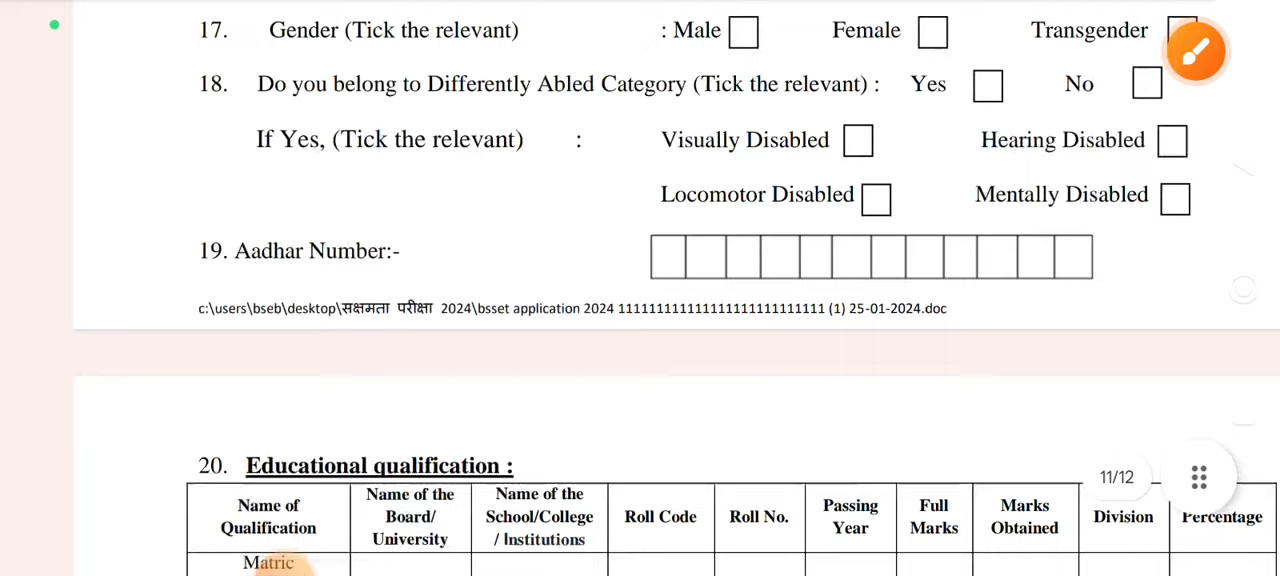 17. Gender (Tick the relevant) : Male Female Transgender
18. Do you belong to Differently Abled Category (Tick the relevant) : Yes No
If Yes, (Tick the relevant) : Visually Disabled Hearing Disabled
Locomotor Disabled Mentally Disabled
19. Aadhar Number:-
c:\users\bseb\desktop\सक्षमता परीक्षा 2024\bsset application 2024 1111111111111111111111111111 (1) 25-01-2024.doc
20. Educational qualification :
11/12
Name of Qualification
Name of the Board/ University
Name of the School/College / Institutions
Roll Code
Roll No.
Passing Year
Full Marks
Marks Obtained
Division
Percentage
Matric